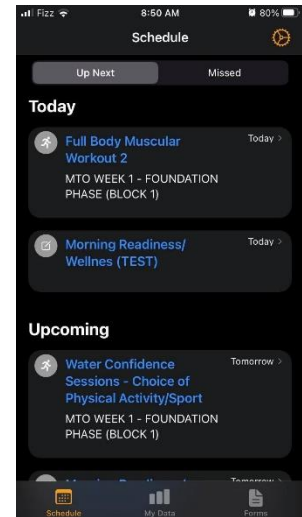 Fizz 8:50 AM 80%
Schedule
Up Next Missed
Today
Full Body Muscular Today >
Workout 2
MTO WEEK 1 - FOUNDATION
PHASE (BLOCK 1)
Morning Readiness/ Today >
Wellnes (TEST)
Upcoming
Water Confidence Tomorrow >
Sessions - Choice of
Physical Activity/Sport
MTO WEEK 1 - FOUNDATION
PHASE (BLOCK 1)
Schedule My Data Forms